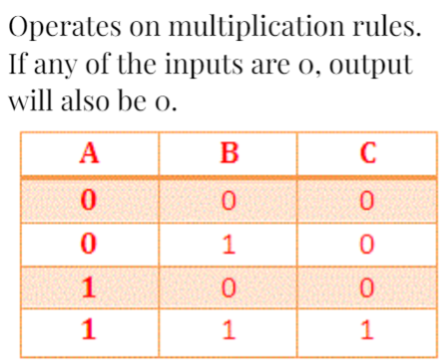 Operates on multiplication rules.
If any of the inputs are 0, output
will also be 0.
A B C
0 0 0
0 1 0
1 0 0
1 1 1